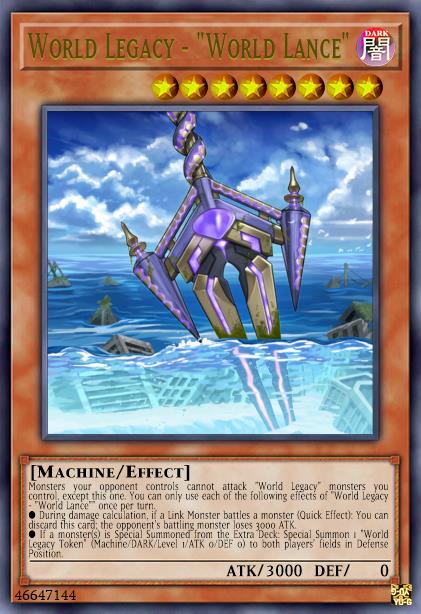 World Legacy - "World Lance"
DARK
闇
[Machine/Effect]
Monsters your opponent controls cannot attack "World Legacy" monsters you
control, except this one. You can only use each of the following effects of "World Legacy
- "World Lance"" once per turn.
● During damage calculation, if a Link Monster battles a monster (Quick Effect): You can
discard this card; the opponent's battling monster loses 3000 ATK.
● If a monster(s) is Special Summoned from the Extra Deck: Special Summon 1 "World
Legacy Token" (Machine/DARK/Level 1/ATK 0/DEF 0) to both players' fields in Defense
Position.
ATK/3000 DEF/ 0
46647144